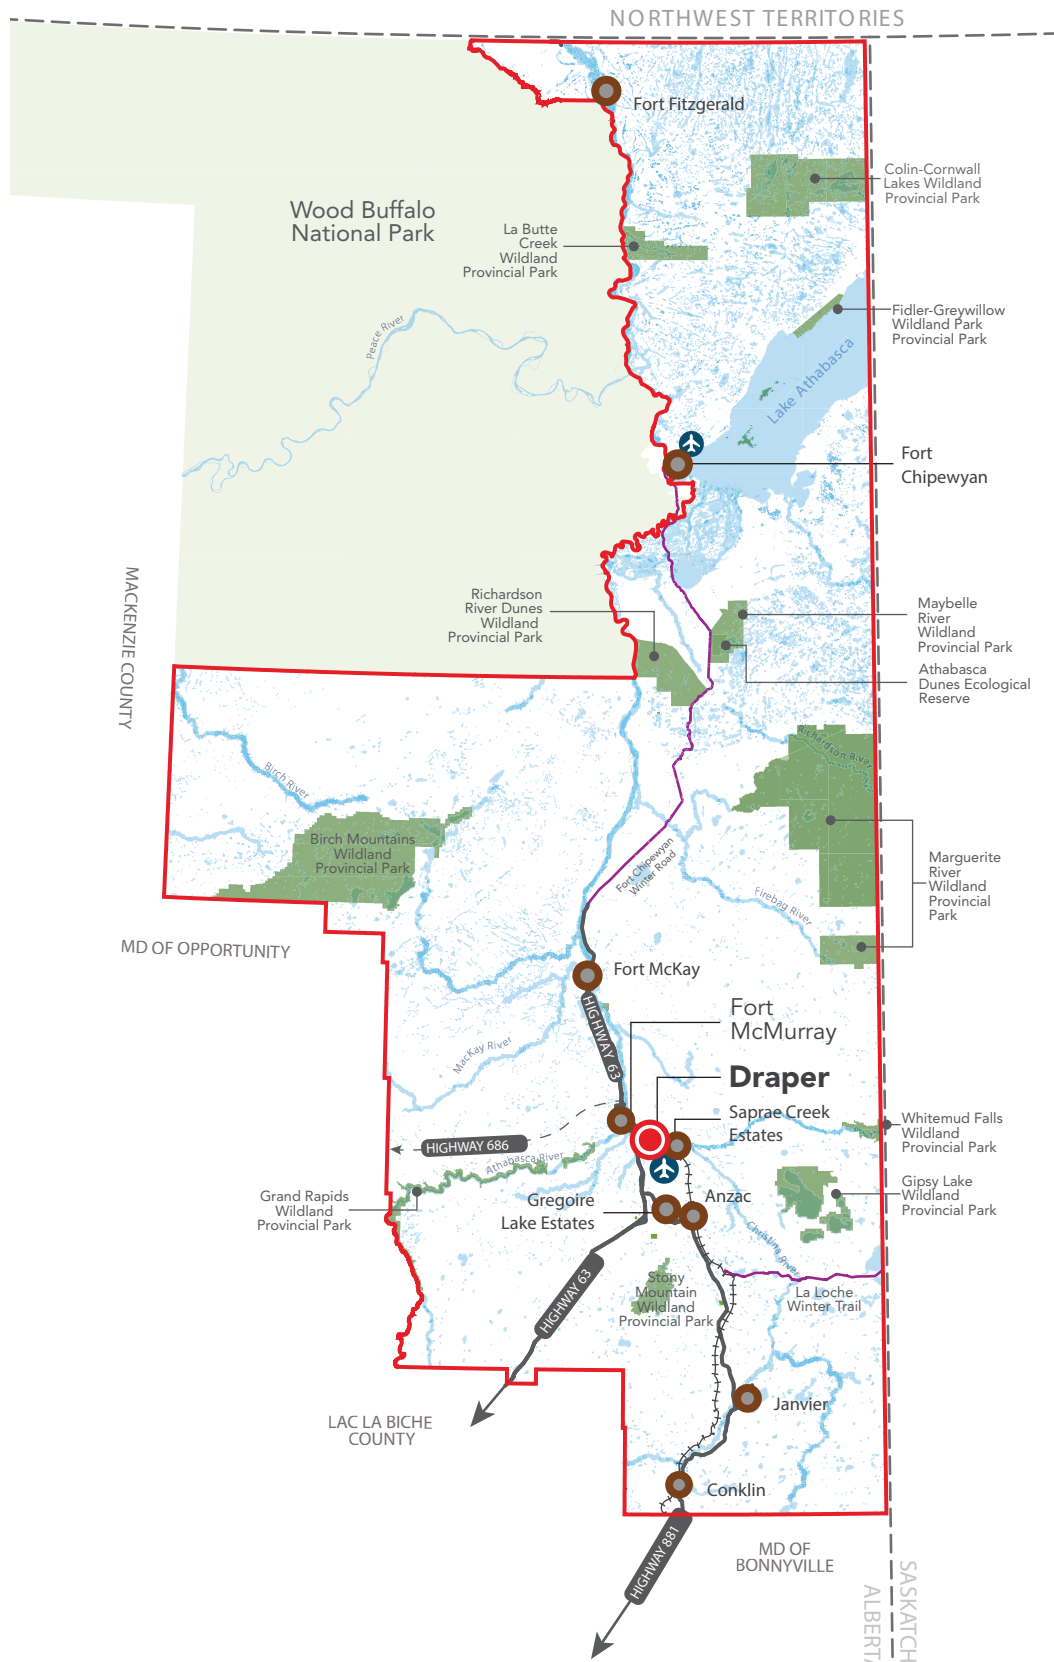 NORTHWEST TERRITORIES
Fort Fitzgerald
Colin-Cornwall
Lakes Wildland
Provincial Park
Wood Buffalo
National Park
La Butte
Creek
Wildland
Provincial Park
Fidler-Greywillow
Wildland Park
Provincial Park
Peace River
Lake Athabasca
Fort
Chipewyan
MACKENZIE COUNTY
Richardson
River Dunes
Wildland
Provincial Park
Maybelle
River
Wildland
Provincial Park
Athabasca
Dunes Ecological
Reserve
Richardson River
Birch River
Birch Mountains
Wildland
Provincial Park
Fort Chipewyan
Winter Road
Marguerite
River
Wildland
Provincial
Park
Firebag River
MD OF OPPORTUNITY
Fort McKay
HIGHWAY 63
Fort
McMurray
MacKay River
Draper
Saprae Creek
Estates
Whitemud Falls
Wildland
Provincial Park
HIGHWAY 686
Athabasca River
Grand Rapids
Wildland
Provincial Park
Gregoire
Lake Estates
Anzac
Gipsy Lake
Wildland
Provincial Park
Christina River
HIGHWAY 63
Stony
Mountain
Wildland
Provincial Park
La Loche
Winter Trail
LAC LA BICHE
COUNTY
Janvier
Conklin
HIGHWAY 881
MD OF
BONNYVILLE
SASKATCH
ALBERTA